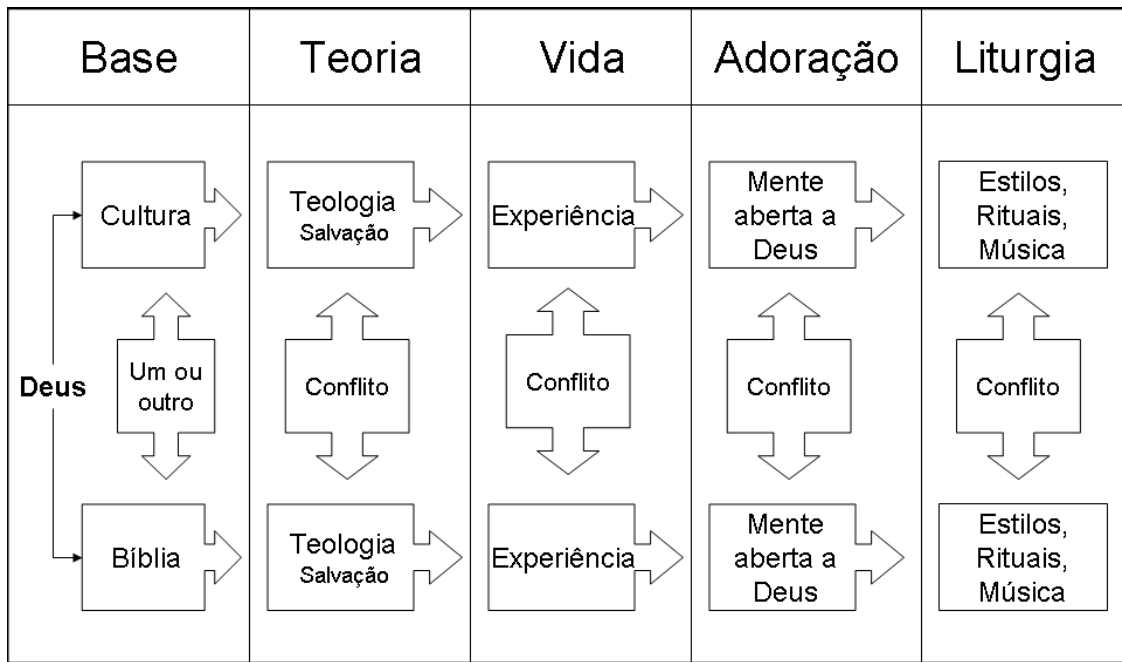 Base
Teoria
Vida
Adoração
Liturgia
Cultura
Teologia
Salvação
Experiência
Mente
aberta a
Deus
Estilos,
Rituais,
Música
Deus
Um ou
outro
Conflito
Conflito
Conflito
Conflito
Bíblia
Teologia
Salvação
Experiência
Mente
aberta a
Deus
Estilos,
Rituais,
Música